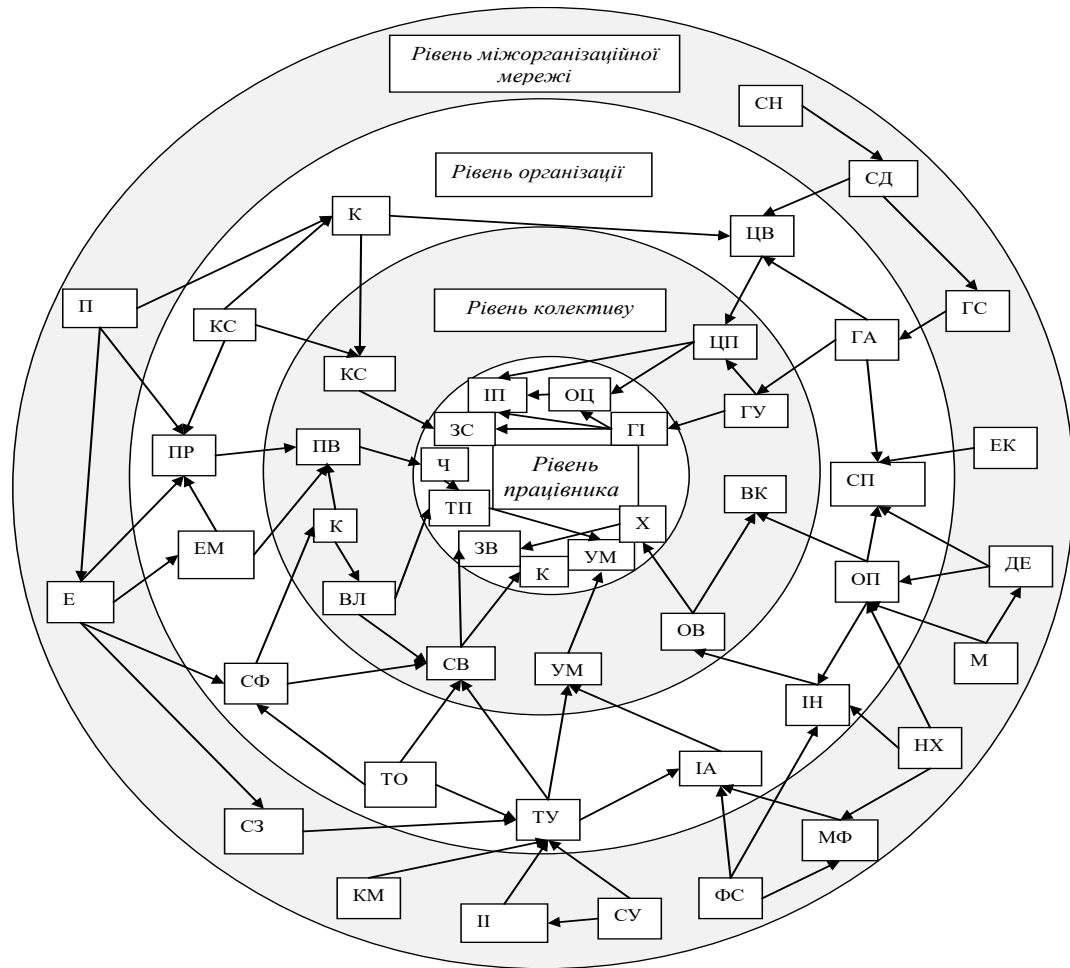 Рівень міжорганізаційної
мережі
СН
Рівень організації
СД
К
ЦВ
П
Рівень колективу
ГС
КС
ЦП
ГА
КС
ІП
ОЦ
ГУ
ЗС
ГІ
ПР
ПВ
Ч
Рівень
працівника
ЕК
СП
ВК
ТП
К
Х
ЕМ
ЗВ
УМ
К
ДЕ
ОП
Е
ВЛ
ОВ
СВ
УМ
М
СФ
ІН
НХ
ТО
ІА
СЗ
ТУ
МФ
КМ
ФС
ІІ
СУ